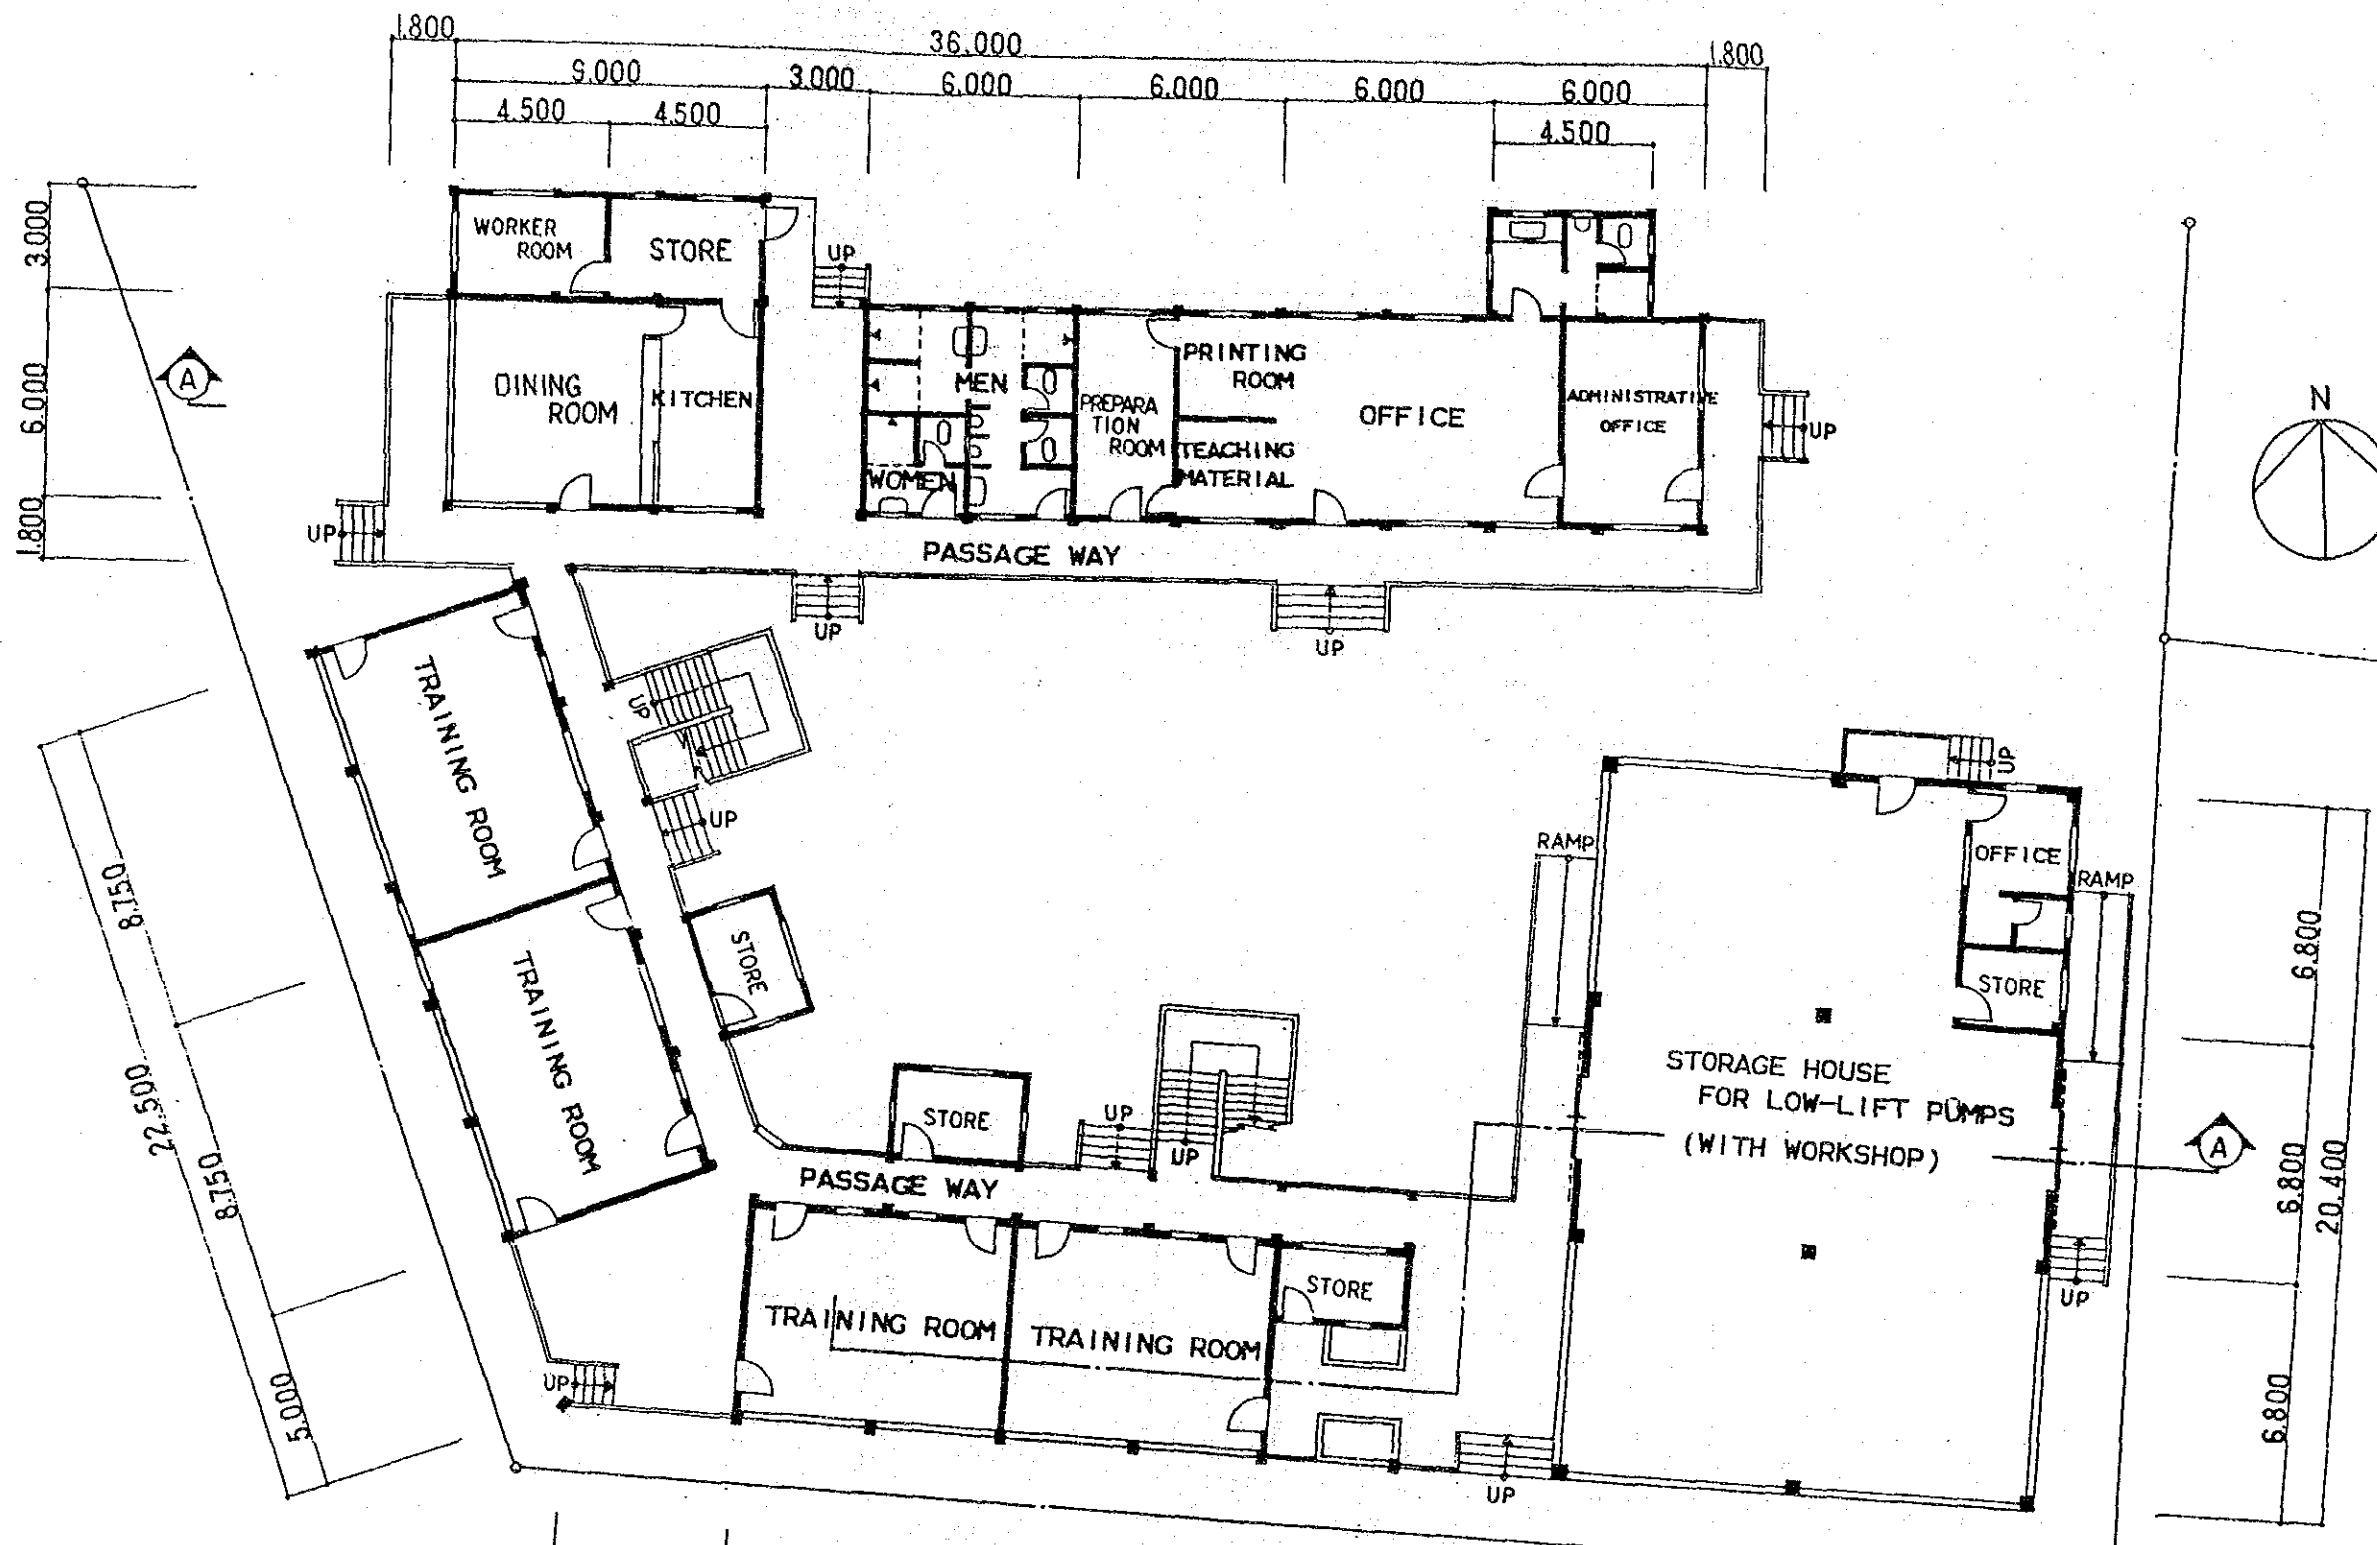 1.800
36.000
1.800
9.000
3.000
6.000
6.000
6.000
6.000
4.500
4.500
4.500
3.000
6.000
1.800
WORKER
ROOM
STORE
UP
A
DINING
ROOM
KITCHEN
MEN
WOMEN
PREPARA
TION
ROOM
PRINTING
ROOM
TEACHING
MATERIAL
OFFICE
ADMINISTRATIVE
OFFICE
UP
N
UP
PASSAGE WAY
UP
UP
TRAINING ROOM
UP
UP
TRAINING ROOM
STORE
8.750
22.500
8.750
5.000
STORE
UP
UP
PASSAGE WAY
TRAINING ROOM
TRAINING ROOM
STORE
UP
UP
UP
RAMP
OFFICE
RAMP
STORE
STORAGE HOUSE
FOR LOW-LIFT PUMPS
(WITH WORKSHOP)
A
UP
6.800
6.800
20.400
6.800